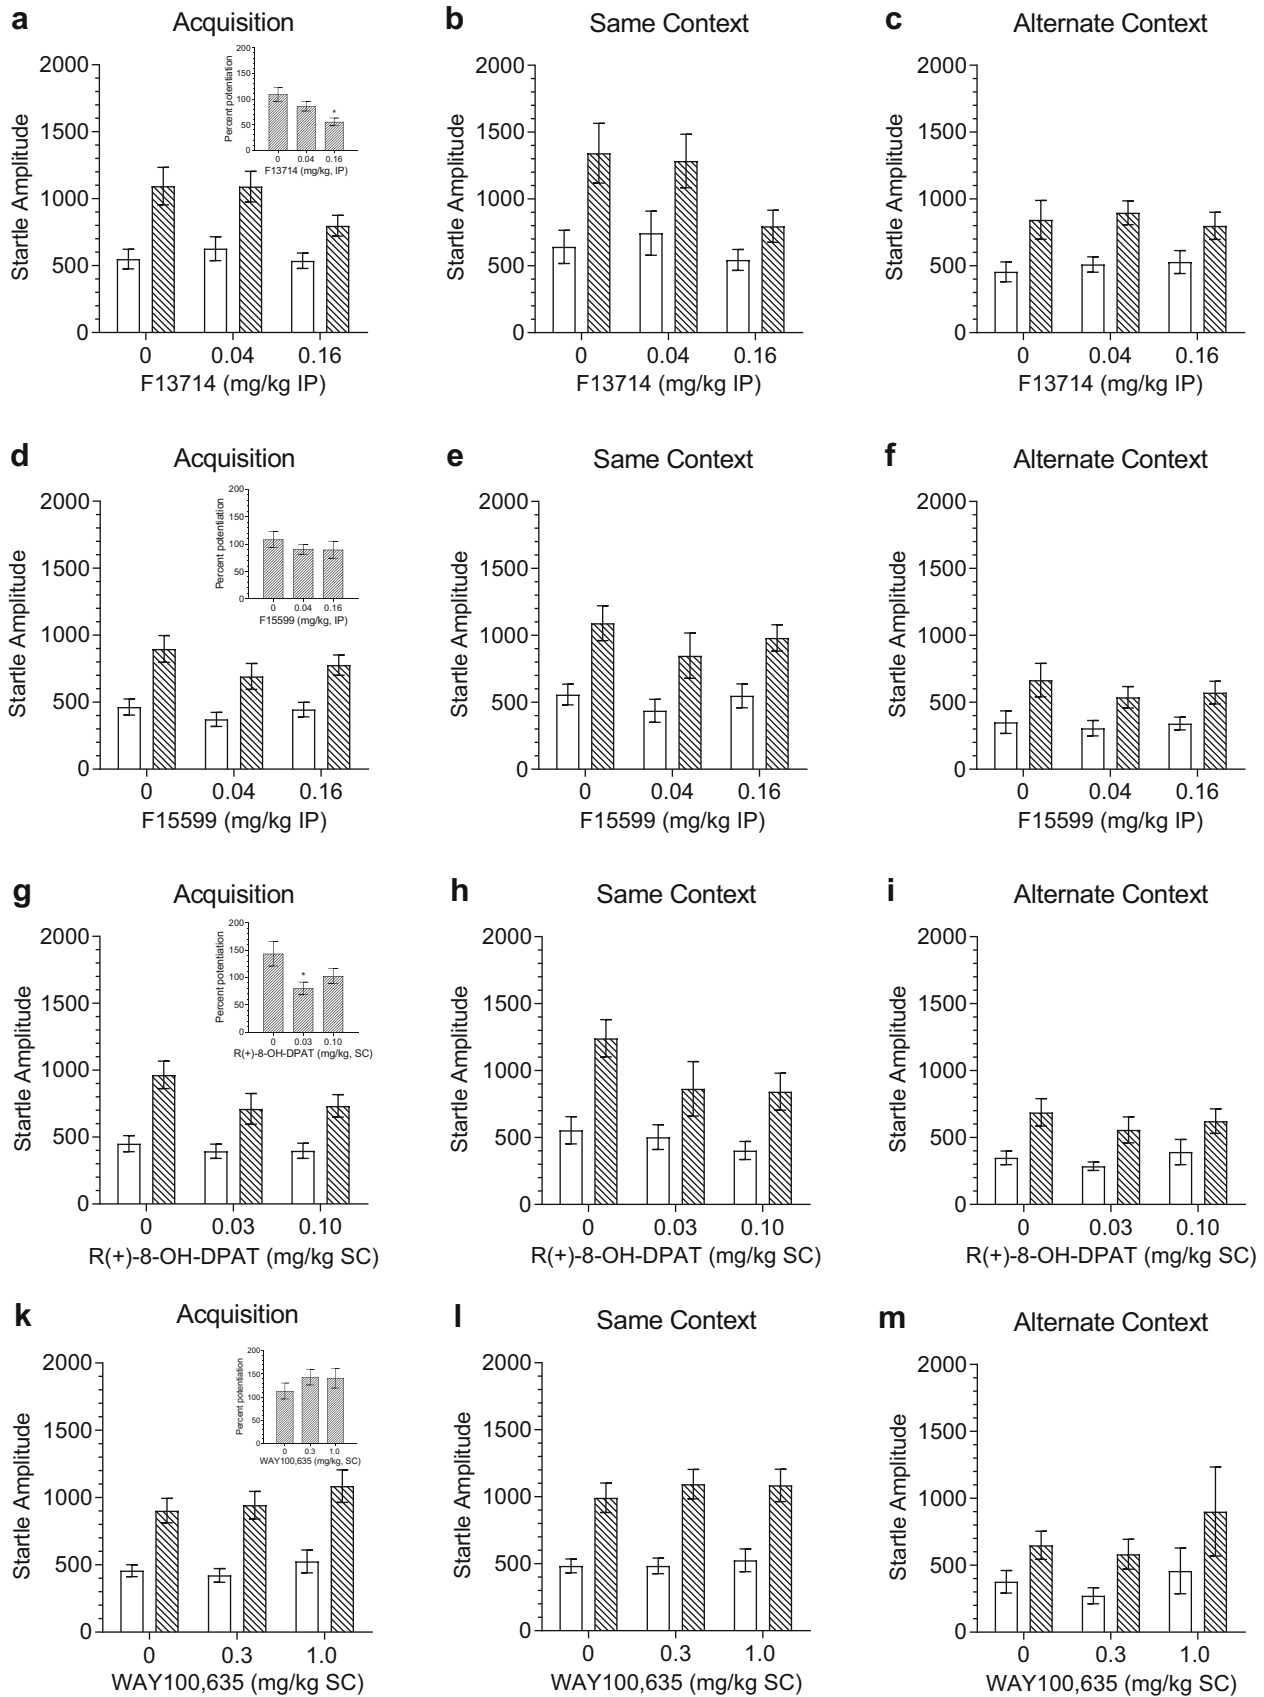 a Acquisition
2000
1500
1000
500
0
Startle Amplitude
0 0.04 0.16
F13714 (mg/kg IP)
200
150
100
50
0
Percent potentiation
*
0 0.04 0.16
F13714 (mg/kg, IP)
b Same Context
2000
1500
1000
500
0
Startle Amplitude
0 0.04 0.16
F13714 (mg/kg IP)
c Alternate Context
2000
1500
1000
500
0
Startle Amplitude
0 0.04 0.16
F13714 (mg/kg IP)
d Acquisition
2000
1500
1000
500
0
Startle Amplitude
0 0.04 0.16
F15599 (mg/kg IP)
200
150
100
50
0
Percent potentiation
0 0.04 0.16
F15599 (mg/kg, IP)
e Same Context
2000
1500
1000
500
0
Startle Amplitude
0 0.04 0.16
F15599 (mg/kg IP)
f Alternate Context
2000
1500
1000
500
0
Startle Amplitude
0 0.04 0.16
F15599 (mg/kg IP)
g Acquisition
2000
1500
1000
500
0
Startle Amplitude
0 0.03 0.10
R(+)-8-OH-DPAT (mg/kg SC)
200
150
100
50
0
Percent potentiation
*
0 0.03 0.10
R(+)-8-OH-DPAT (mg/kg, SC)
h Same Context
2000
1500
1000
500
0
Startle Amplitude
0 0.03 0.10
R(+)-8-OH-DPAT (mg/kg SC)
i Alternate Context
2000
1500
1000
500
0
Startle Amplitude
0 0.03 0.10
R(+)-8-OH-DPAT (mg/kg SC)
k Acquisition
2000
1500
1000
500
0
Startle Amplitude
0 0.3 1.0
WAY100,635 (mg/kg SC)
200
150
100
50
0
Percent potentiation
0 0.3 1.0
WAY100,635 (mg/kg, SC)
l Same Context
2000
1500
1000
500
0
Startle Amplitude
0 0.3 1.0
WAY100,635 (mg/kg SC)
m Alternate Context
2000
1500
1000
500
0
Startle Amplitude
0 0.3 1.0
WAY100,635 (mg/kg SC)